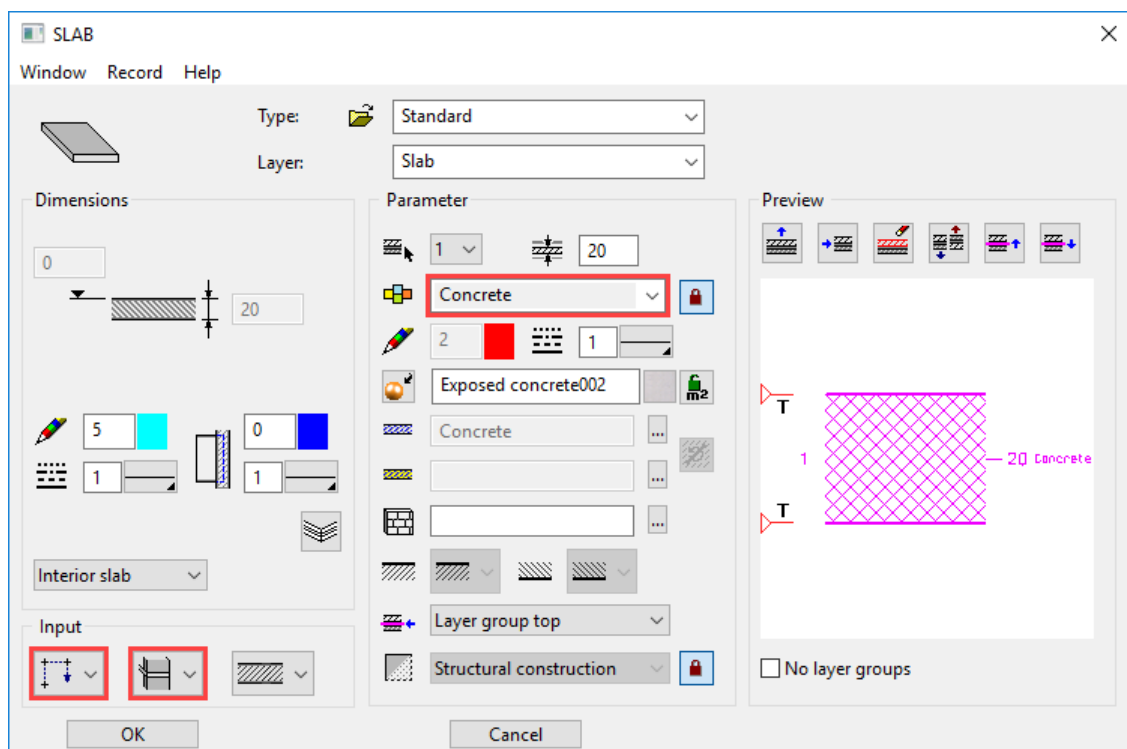 SLAB
Window Record Help
Type: Standard
Layer: Slab
Dimensions
0
20
5 0
1 1
Interior slab
Input
OK
Parameter
1 20
Concrete
2 1
Exposed concrete002 m2
Concrete ...
...
...
Layer group top
Structural construction
Cancel
Preview
T
1 20 Concrete
T
No layer groups